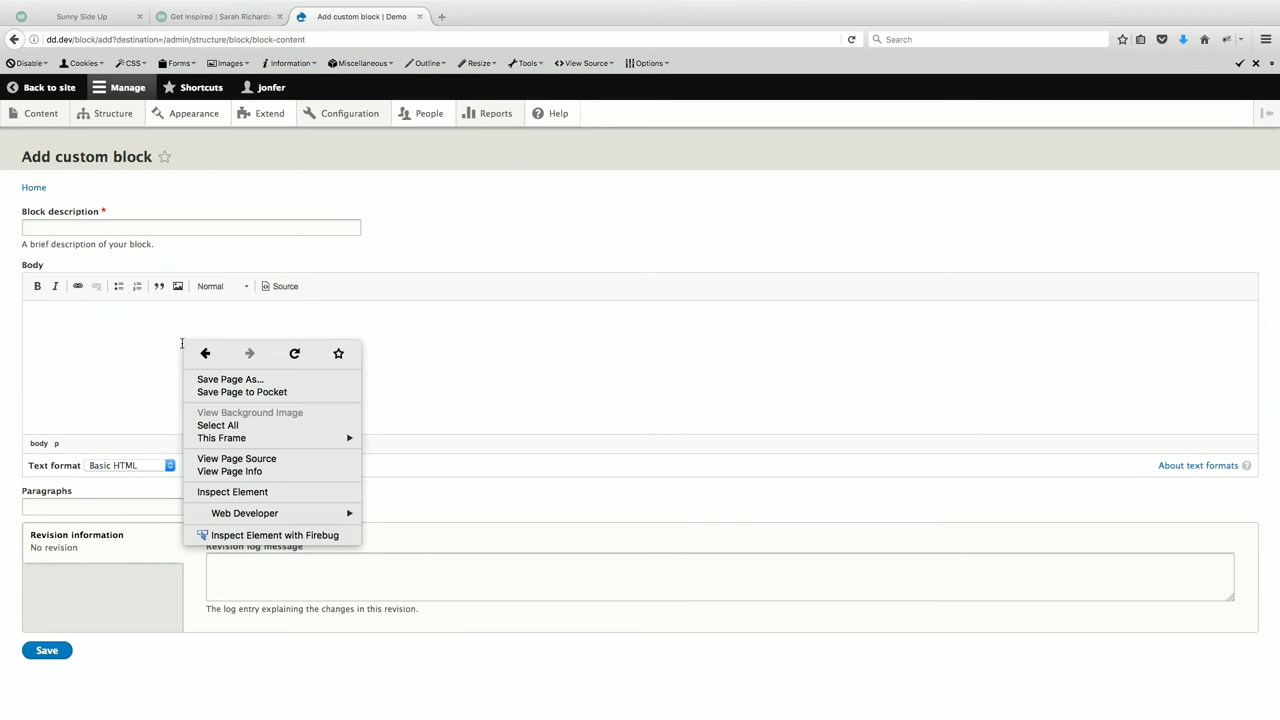 Sunny Side Up
Get Inspired | Sarah Richards
Add custom block | Demo
dd.dev/block/add?destination=/admin/structure/block/block-content
Search
Disable
Cookies
CSS
Forms
Images
Information
Miscellaneous
Outline
Resize
Tools
View Source
Options
Back to site
Manage
Shortcuts
Jonfer
Content
Structure
Appearance
Extend
Configuration
People
Reports
Help
Add custom block
Home
Block description *
A brief description of your block.
Body
B I
Normal
Source
Save Page As...
Save Page to Pocket
View Background Image
Select All
This Frame
View Page Source
View Page Info
Inspect Element
Web Developer
Inspect Element with Firebug
body p
Text format Basic HTML
About text formats ?
Paragraphs
Revision information
No revision
Revision log message
The log entry explaining the changes in this revision.
Save